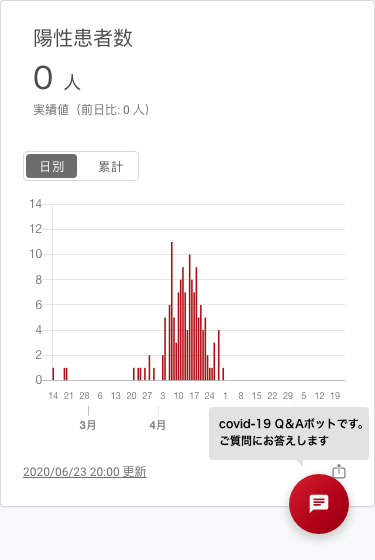 陽性患者数
0 人
実績値（前日比: 0 人）
日別 累計
14
12
10
8
6
4
2
0
14 21 28 6 13 20 27 3 10 17 24 1 8 15 22 29 5 12 19
3月 4月
covid-19 Q&Aボットです。
ご質問にお答えします
2020/06/23 20:00 更新